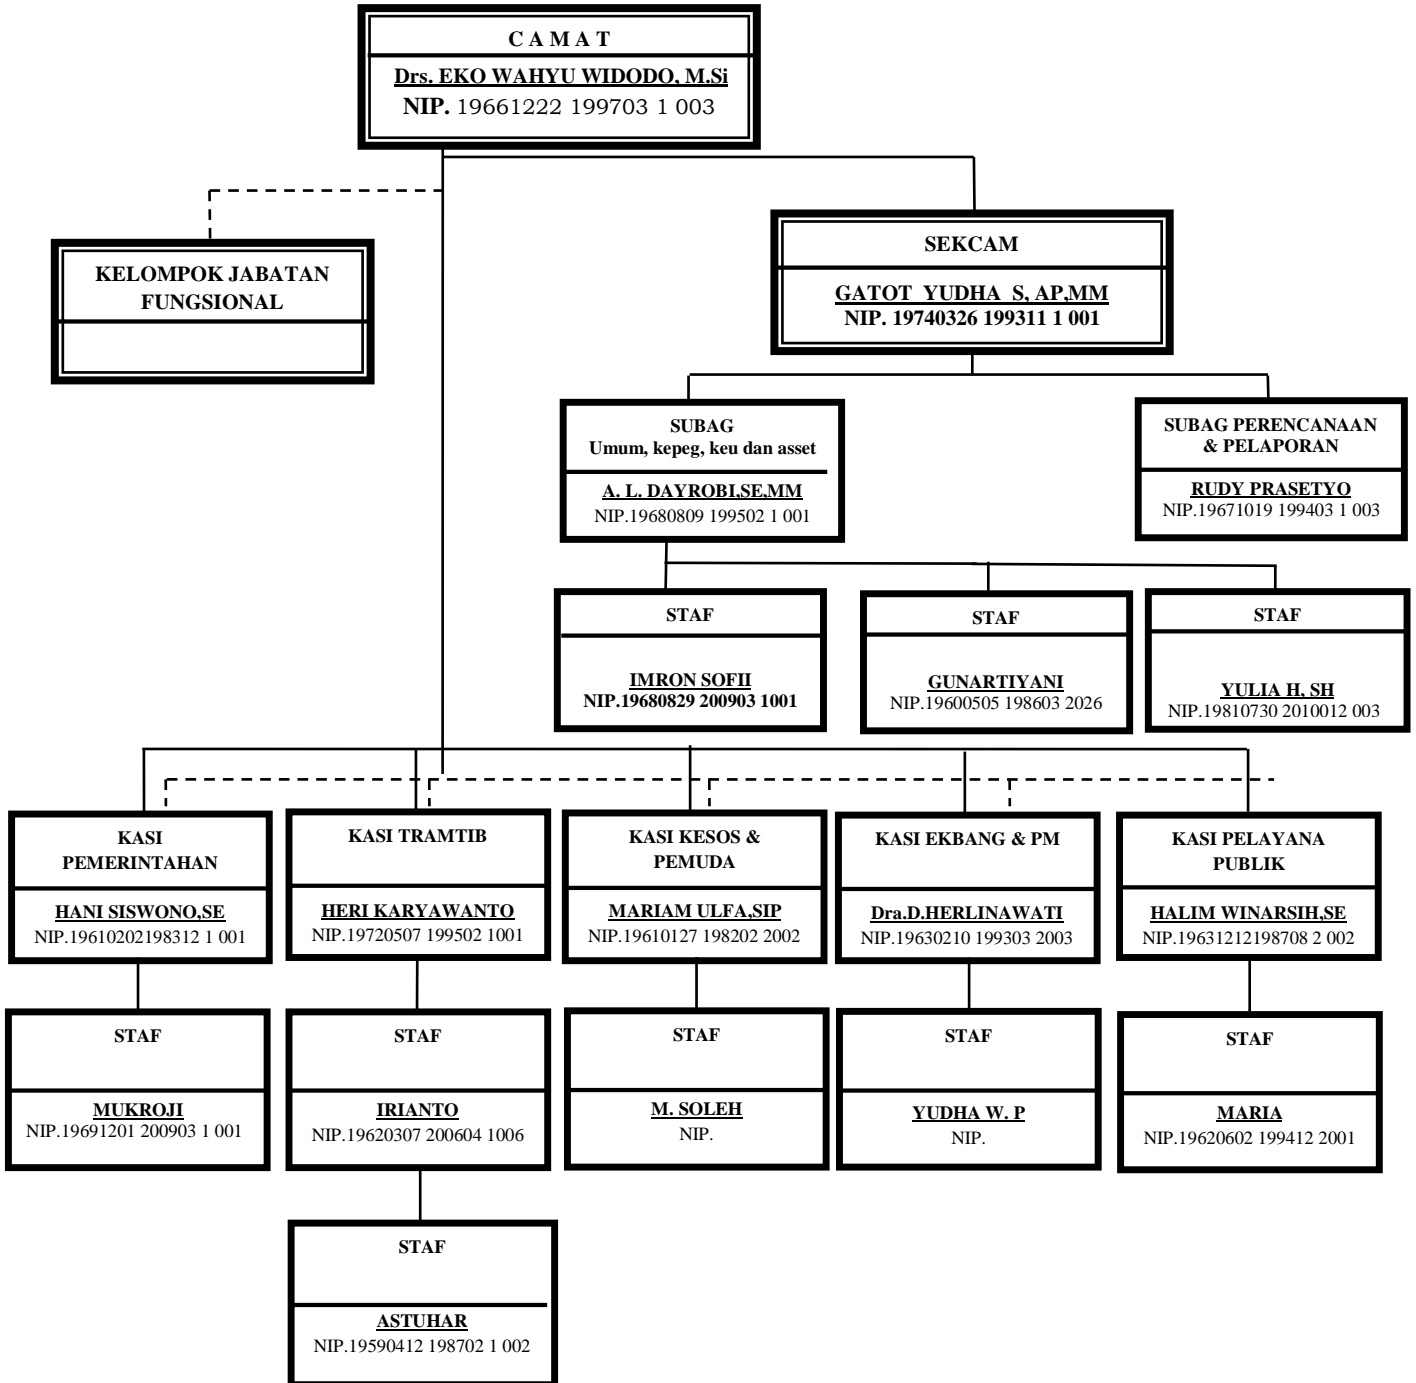 C A M A T
Drs. EKO WAHYU WIDODO, M.Si
NIP. 19661222 199703 1 003
KELOMPOK JABATAN
FUNGSIONAL
SEKCAM
GATOT YUDHA S, AP,MM
NIP. 19740326 199311 1 001
SUBAG
Umum, kepeg, keu dan asset
A. L. DAYROBI,SE,MM
NIP.19680809 199502 1 001
SUBAG PERENCANAAN
& PELAPORAN
RUDY PRASETYO
NIP.19671019 199403 1 003
STAF
IMRON SOFII
NIP.19680829 200903 1001
STAF
GUNARTIYANI
NIP.19600505 198603 2026
STAF
YULIA H, SH
NIP.19810730 2010012 003
KASI
PEMERINTAHAN
HANI SISWONO,SE
NIP.19610202198312 1 001
KASI TRAMTIB
HERI KARYAWANTO
NIP.19720507 199502 1001
KASI KESOS &
PEMUDA
MARIAM ULFA,SIP
NIP.19610127 198202 2002
KASI EKBANG & PM
Dra.D.HERLINAWATI
NIP.19630210 199303 2003
KASI PELAYANA
PUBLIK
HALIM WINARSIH,SE
NIP.19631212198708 2 002
STAF
MUKROJI
NIP.19691201 200903 1 001
STAF
IRIANTO
NIP.19620307 200604 1006
STAF
M. SOLEH
NIP.
STAF
YUDHA W. P
NIP.
STAF
MARIA
NIP.19620602 199412 2001
STAF
ASTUHAR
NIP.19590412 198702 1 002